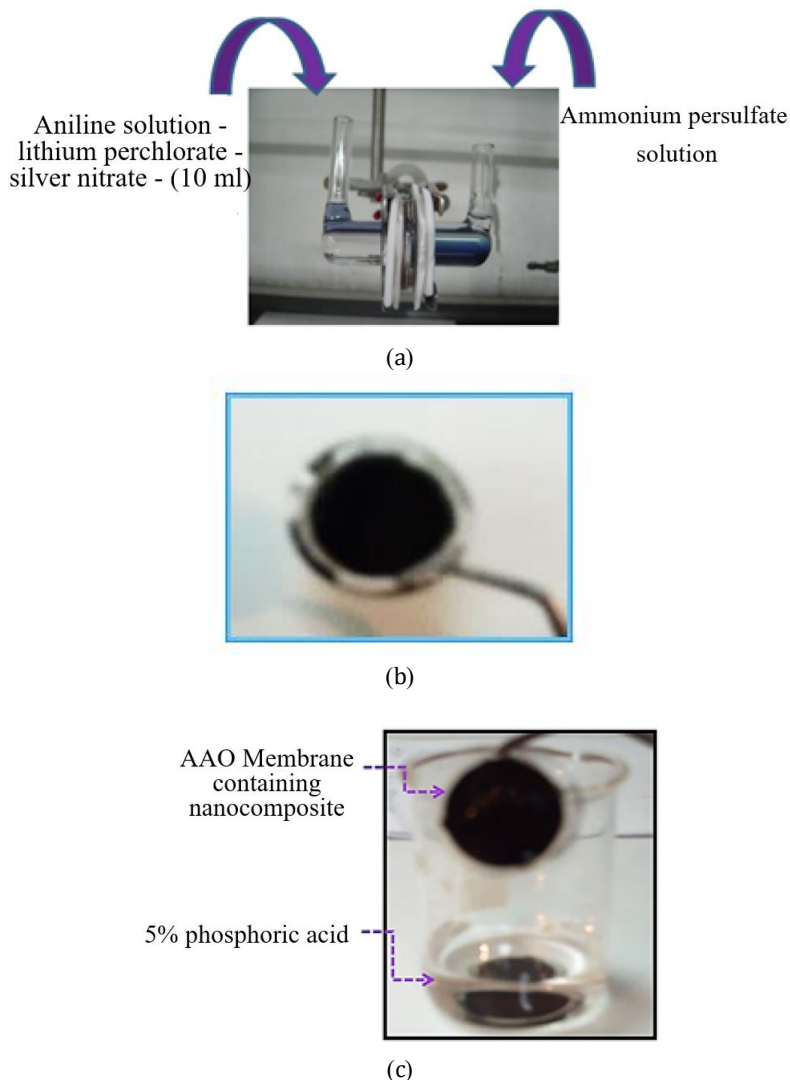 Aniline solution -
lithium perchlorate -
silver nitrate - (10 ml)
Ammonium persulfate
solution
(a)
(b)
AAO Membrane
containing
nanocomposite
5% phosphoric acid
(c)